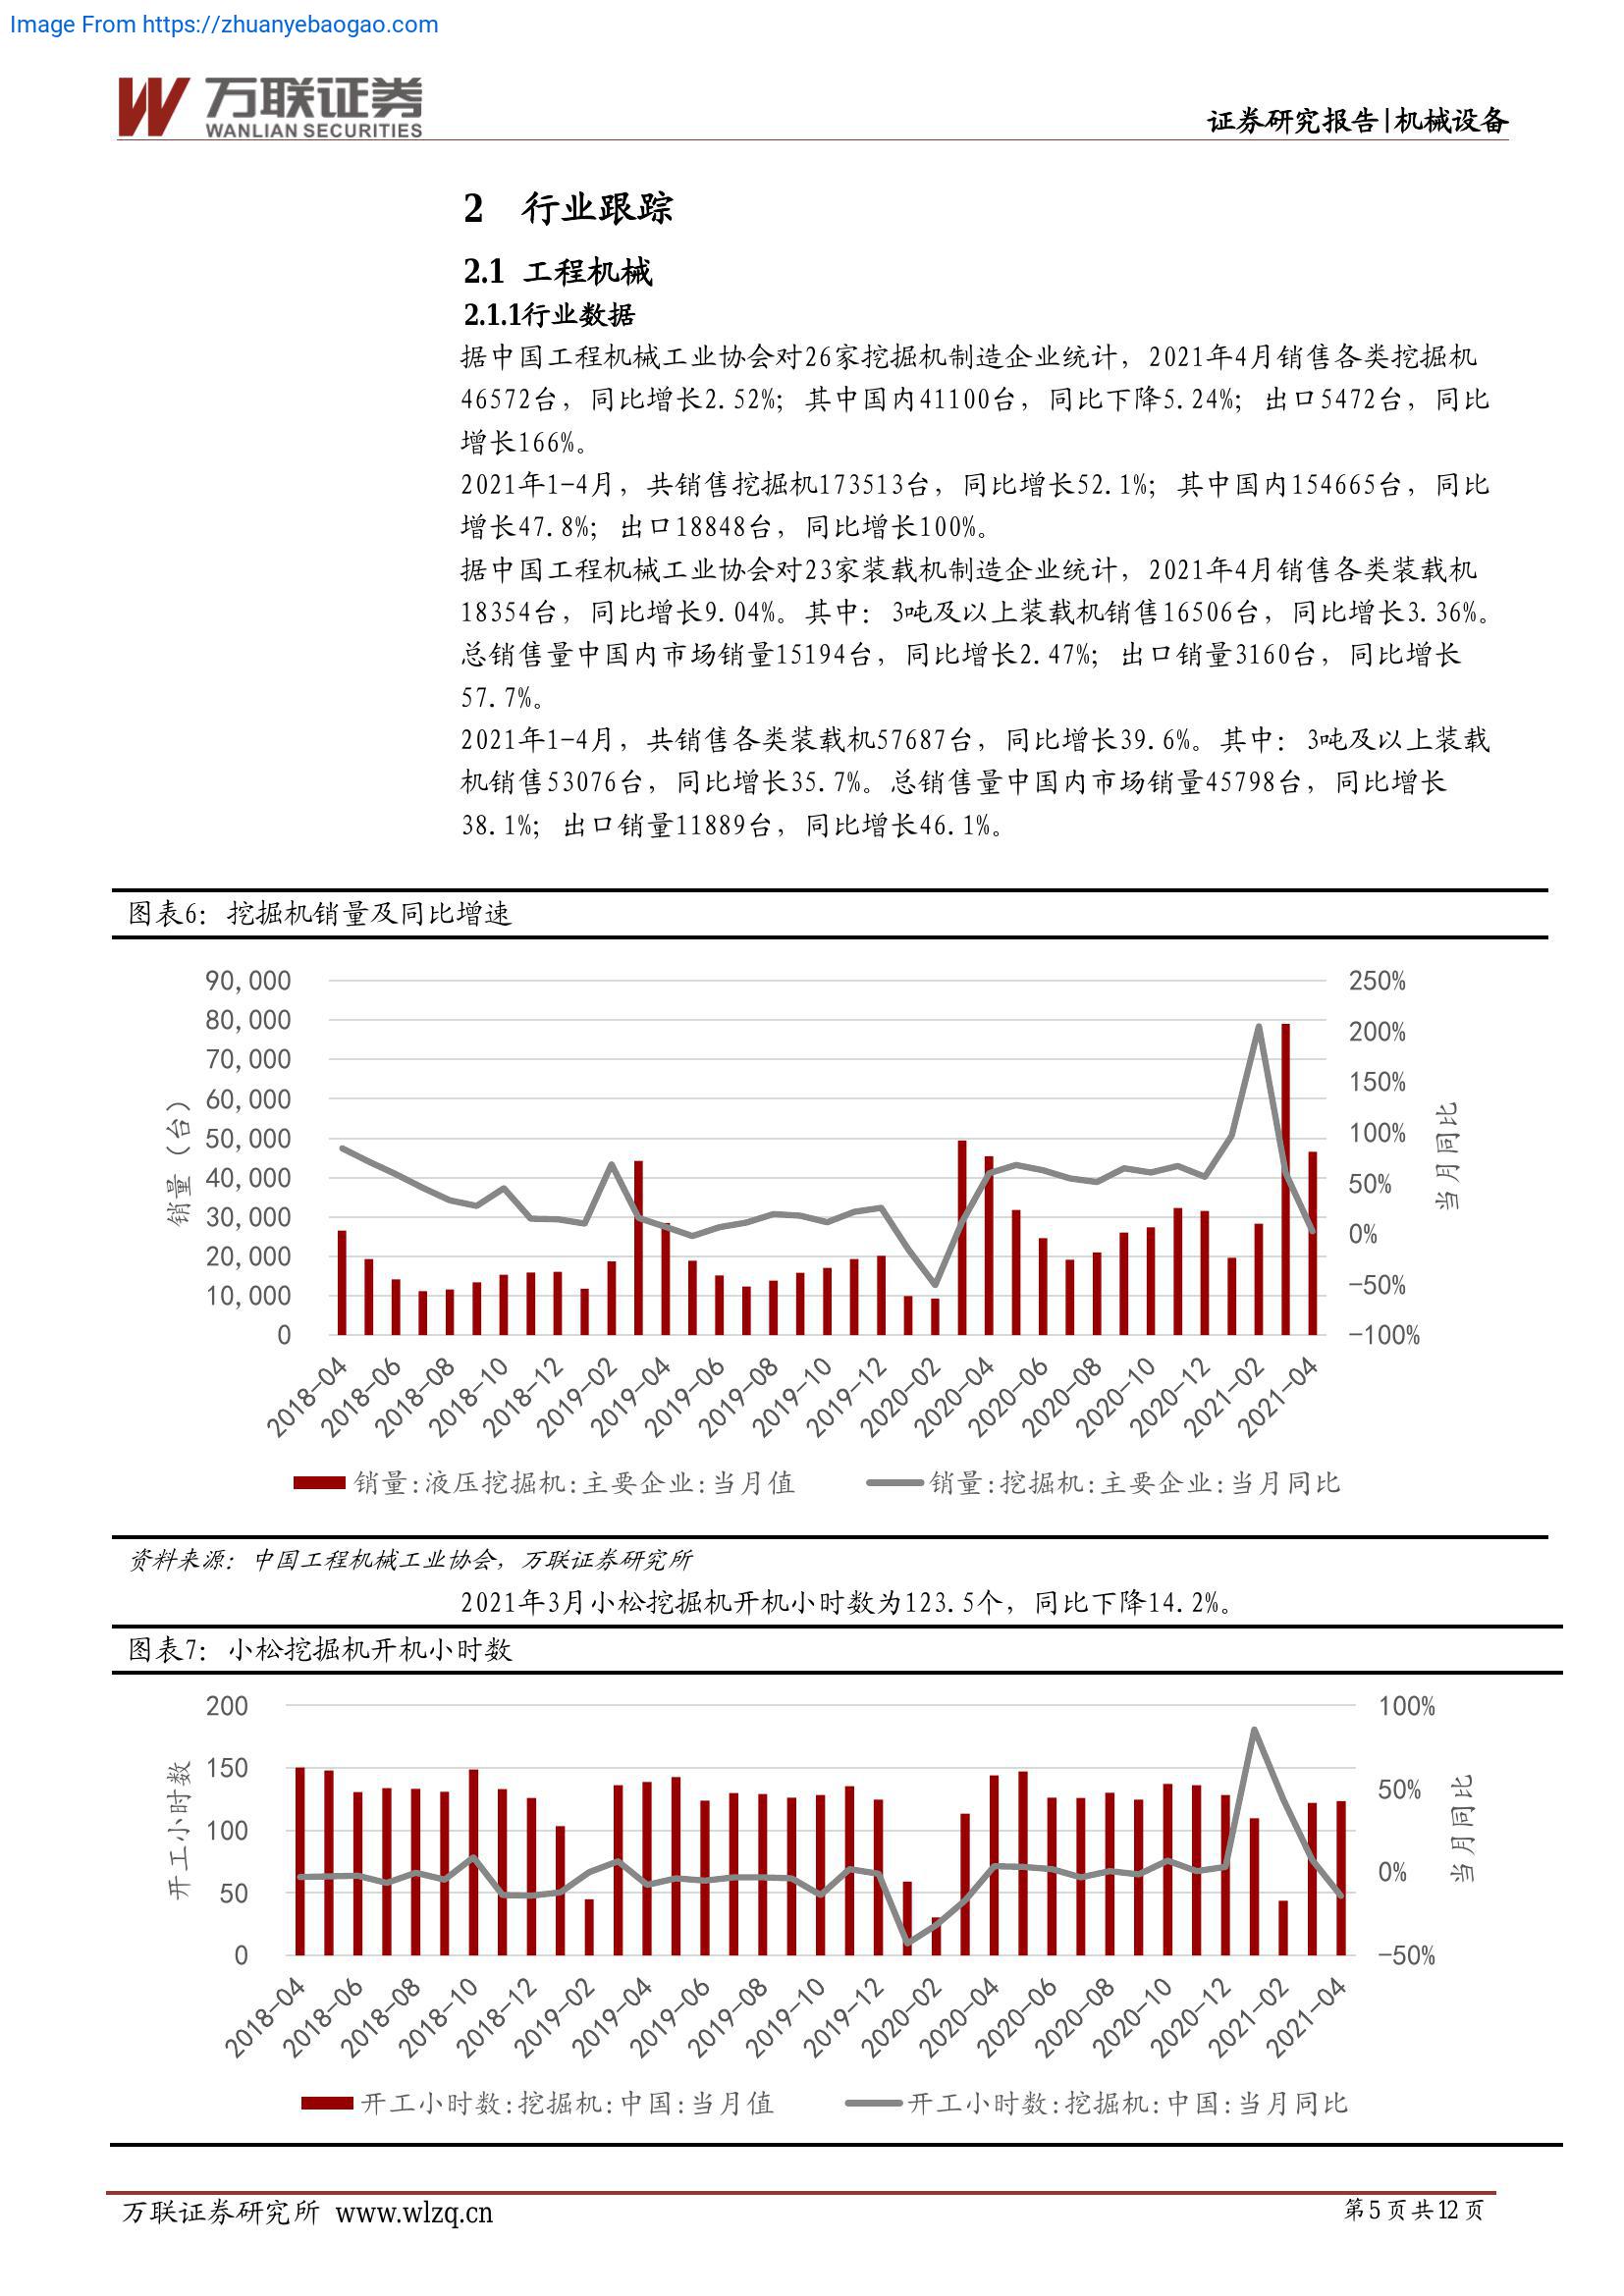 Image From https://zhuanyebaogao.com
万联证券
WANLIAN SECURITIES
证券研究报告|机械设备
2 行业跟踪
2.1 工程机械
2.1.1行业数据
据中国工程机械工业协会对26家挖掘机制造企业统计，2021年4月销售各类挖掘机
46572台，同比增长2.52%；其中国内41100台，同比下降5.24%；出口5472台，同比
增长166%。
2021年1-4月，共销售挖掘机173513台，同比增长52.1%；其中国内154665台，同比
增长47.8%；出口18848台，同比增长100%。
据中国工程机械工业协会对23家装载机制造企业统计，2021年4月销售各类装载机
18354台，同比增长9.04%。其中：3吨及以上装载机销售16506台，同比增长3.36%。
总销售量中国内市场销量15194台，同比增长2.47%；出口销量3160台，同比增长
57.7%。
2021年1-4月，共销售各类装载机57687台，同比增长39.6%。其中：3吨及以上装载
机销售53076台，同比增长35.7%。总销售量中国内市场销量45798台，同比增长
38.1%；出口销量11889台，同比增长46.1%。
图表6：挖掘机销量及同比增速
90,000
80,000
70,000
60,000
50,000
40,000
30,000
20,000
10,000
0
销量（台）
250%
200%
150%
100%
50%
0%
-50%
-100%
当月同比
2018-04
2018-06
2018-08
2018-10
2018-12
2019-02
2019-04
2019-06
2019-08
2019-10
2019-12
2020-02
2020-04
2020-06
2020-08
2020-10
2020-12
2021-02
2021-04
销量:液压挖掘机:主要企业:当月值
销量:挖掘机:主要企业:当月同比
资料来源：中国工程机械工业协会，万联证券研究所
2021年3月小松挖掘机开机小时数为123.5个，同比下降14.2%。
图表7：小松挖掘机开机小时数
200
150
100
50
0
开工小时数
100%
50%
0%
-50%
当月同比
2018-04
2018-06
2018-08
2018-10
2018-12
2019-02
2019-04
2019-06
2019-08
2019-10
2019-12
2020-02
2020-04
2020-06
2020-08
2020-10
2020-12
2021-02
2021-04
开工小时数:挖掘机:中国:当月值
开工小时数:挖掘机:中国:当月同比
万联证券研究所 www.wlzq.cn
第5页共12页